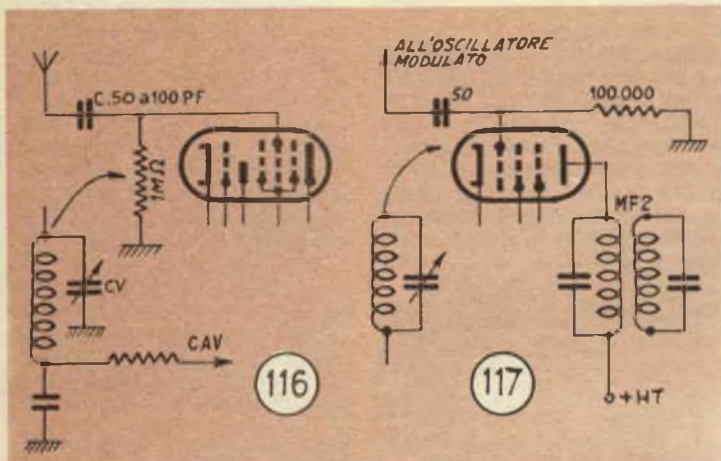 C.50 a 100 PF
1MΩ
CV
CAV
116
ALL'OSCILLATORE
MODULATO
50
100.000
MF2
+HT
117